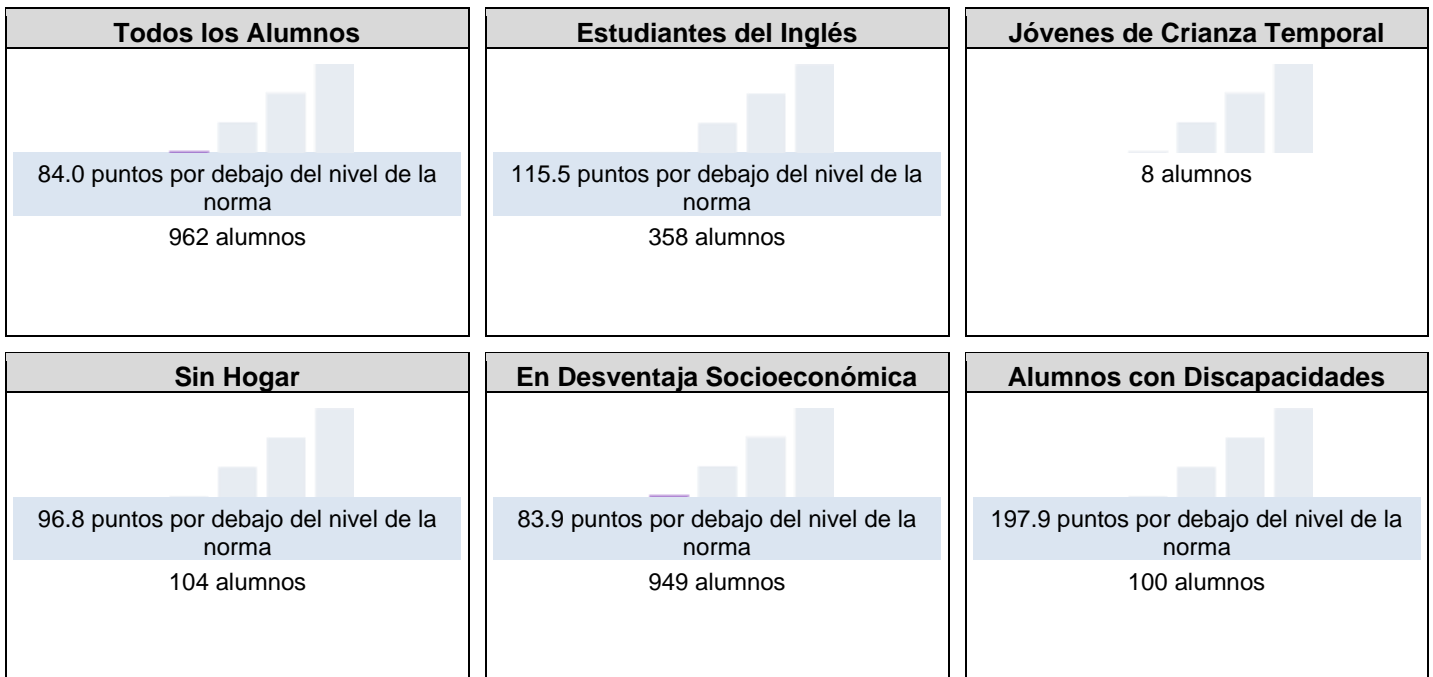 Todos los Alumnos
84.0 puntos por debajo del nivel de la
norma
962 alumnos
Estudiantes del Inglés
115.5 puntos por debajo del nivel de la
norma
358 alumnos
Jóvenes de Crianza Temporal
8 alumnos
Sin Hogar
96.8 puntos por debajo del nivel de la
norma
104 alumnos
En Desventaja Socioeconómica
83.9 puntos por debajo del nivel de la
norma
949 alumnos
Alumnos con Discapacidades
197.9 puntos por debajo del nivel de la
norma
100 alumnos